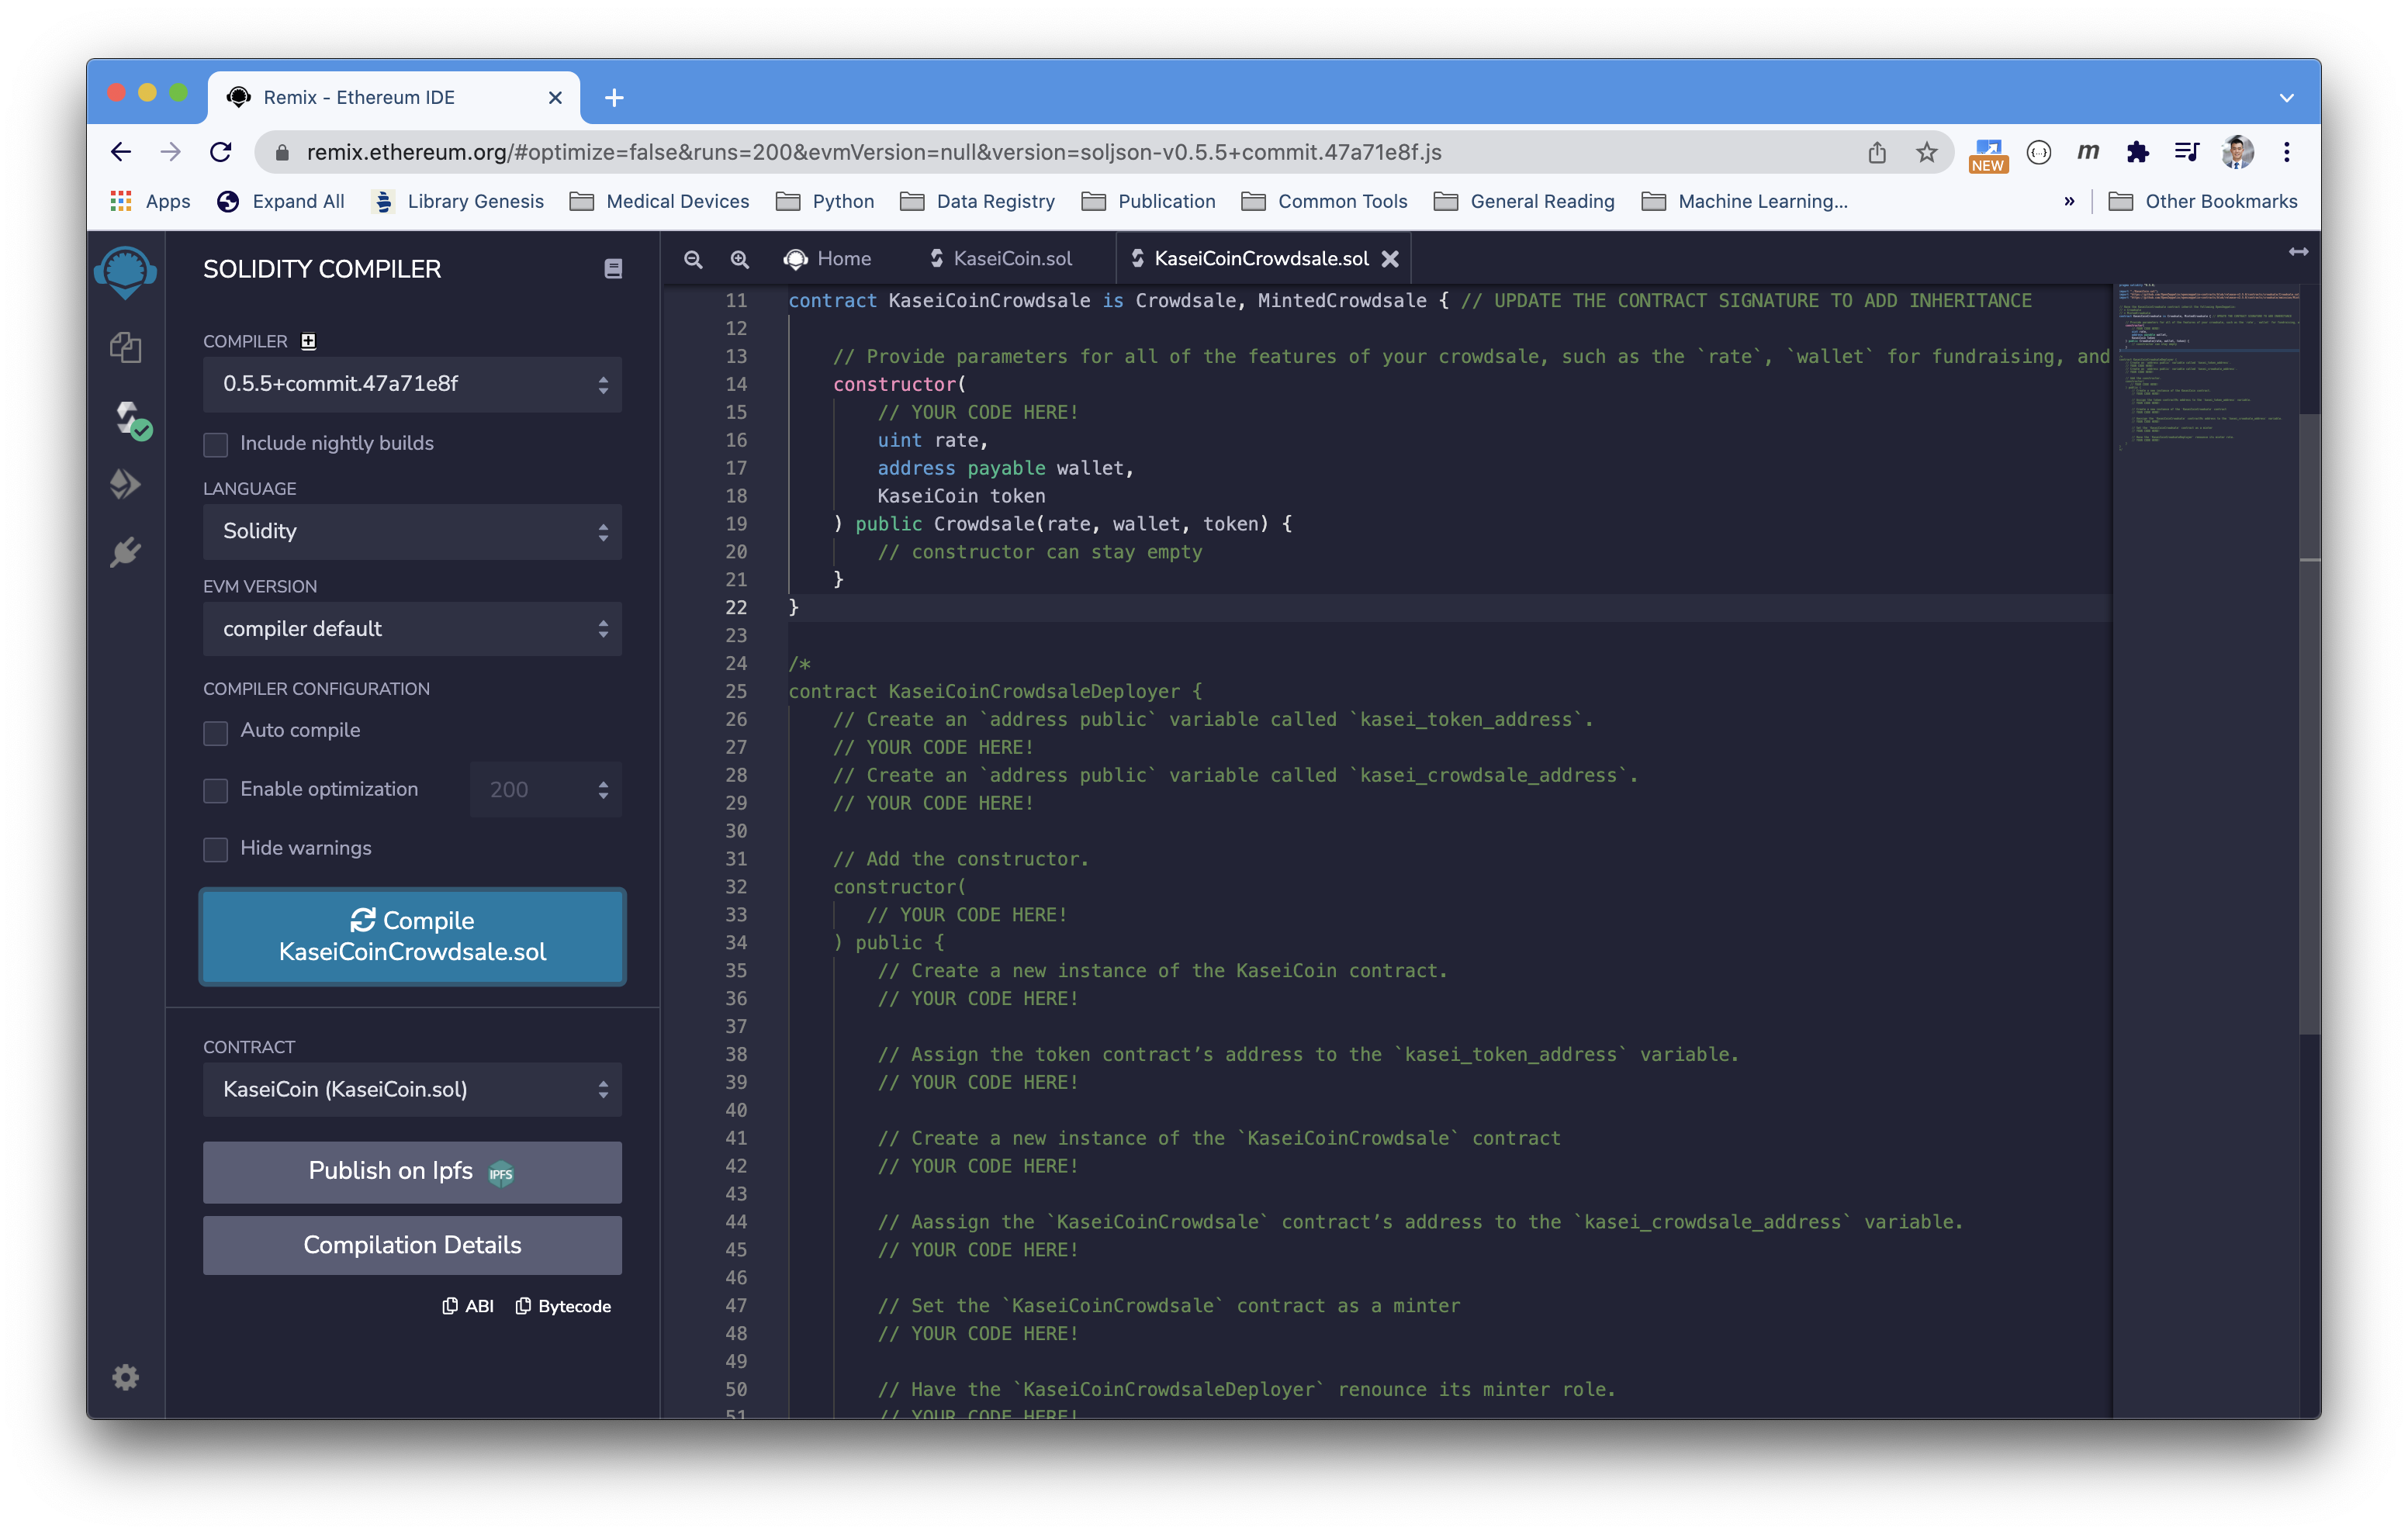 Remix - Ethereum IDE
remix.ethereum.org/#optimize=false&runs=200&evmVersion=null&version=soljson-v0.5.5+commit.47a71e8f.js
NEW
m
Apps
Expand All
Library Genesis
Medical Devices
Python
Data Registry
Publication
Common Tools
General Reading
Machine Learning...
»
Other Bookmarks
SOLIDITY COMPILER
COMPILER
0.5.5+commit.47a71e8f
Include nightly builds
LANGUAGE
Solidity
EVM VERSION
compiler default
COMPILER CONFIGURATION
Auto compile
Enable optimization
200
Hide warnings
Compile
KaseiCoinCrowdsale.sol
CONTRACT
KaseiCoin (KaseiCoin.sol)
Publish on Ipfs
IPFS
Compilation Details
ABI
Bytecode
Home
KaseiCoin.sol
KaseiCoinCrowdsale.sol
11 contract KaseiCoinCrowdsale is Crowdsale, MintedCrowdsale { // UPDATE THE CONTRACT SIGNATURE TO ADD INHERITANCE
12
13 // Provide parameters for all of the features of your crowdsale, such as the `rate`, `wallet` for fundraising, and
14 constructor(
15 // YOUR CODE HERE!
16 uint rate,
17 address payable wallet,
18 KaseiCoin token
19 ) public Crowdsale(rate, wallet, token) {
20 // constructor can stay empty
21 }
22 }
23
24 /*
25 contract KaseiCoinCrowdsaleDeployer {
26 // Create an `address public` variable called `kasei_token_address`.
27 // YOUR CODE HERE!
28 // Create an `address public` variable called `kasei_crowdsale_address`.
29 // YOUR CODE HERE!
30
31 // Add the constructor.
32 constructor(
33 // YOUR CODE HERE!
34 ) public {
35 // Create a new instance of the KaseiCoin contract.
36 // YOUR CODE HERE!
37
38 // Assign the token contract’s address to the `kasei_token_address` variable.
39 // YOUR CODE HERE!
40
41 // Create a new instance of the `KaseiCoinCrowdsale` contract
42 // YOUR CODE HERE!
43
44 // Aassign the `KaseiCoinCrowdsale` contract’s address to the `kasei_crowdsale_address` variable.
45 // YOUR CODE HERE!
46
47 // Set the `KaseiCoinCrowdsale` contract as a minter
48 // YOUR CODE HERE!
49
50 // Have the `KaseiCoinCrowdsaleDeployer` renounce its minter role.
51 // YOUR CODE HERE!